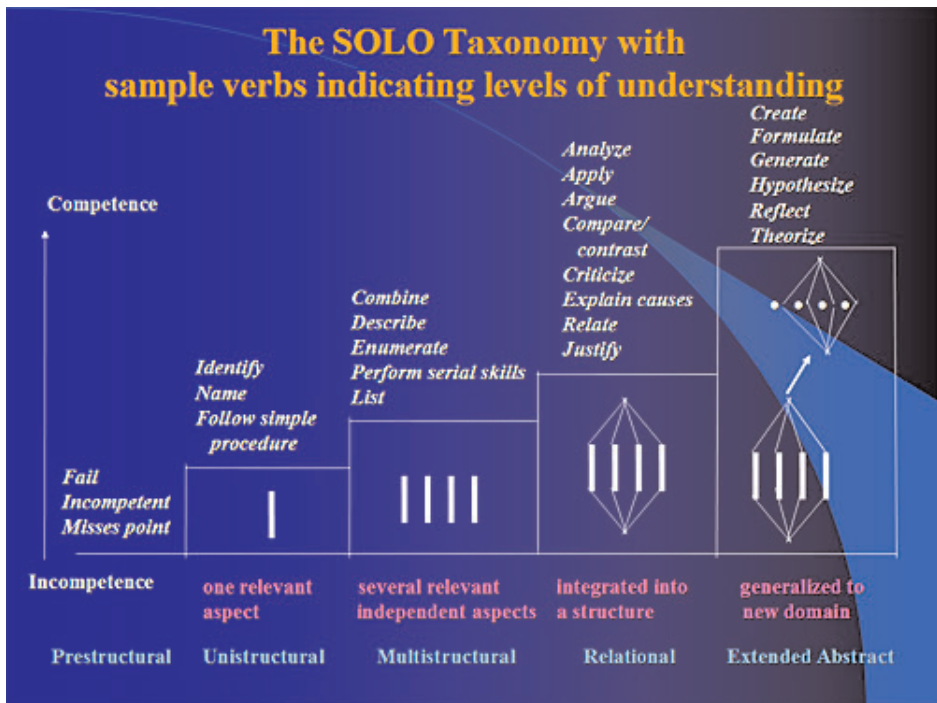 The SOLO Taxonomy with
sample verbs indicating levels of understanding
Competence
Incompetence
Fail
Incompetent
Misses point
Identify
Name
Follow simple
procedure
Combine
Describe
Enumerate
Perform serial skills
List
Analyze
Apply
Argue
Compare/
contrast
Criticize
Explain causes
Relate
Justify
Create
Formulate
Generate
Hypothesize
Reflect
Theorize
one relevant
aspect
several relevant
independent aspects
integrated into
a structure
generalized to
new domain
Prestructural
Unistructural
Multistructural
Relational
Extended Abstract